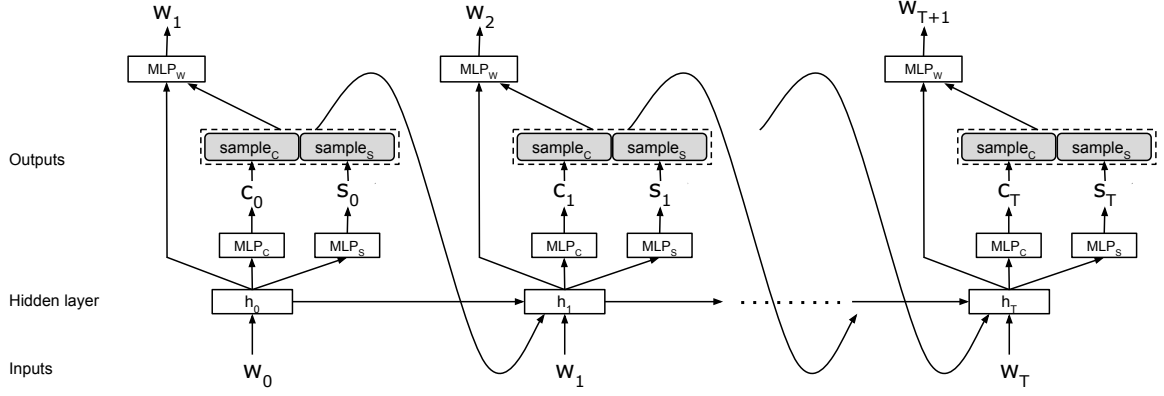 w1 w2 wT+1
MLPW MLPW MLPW
Outputs sampleC sampleS sampleC sampleS sampleC sampleS
c0 s0 c1 s1 cT sT
MLPC MLPS MLPC MLPS MLPC MLPS
Hidden layer h0 h1 ........ hT
Inputs w0 w1 wT